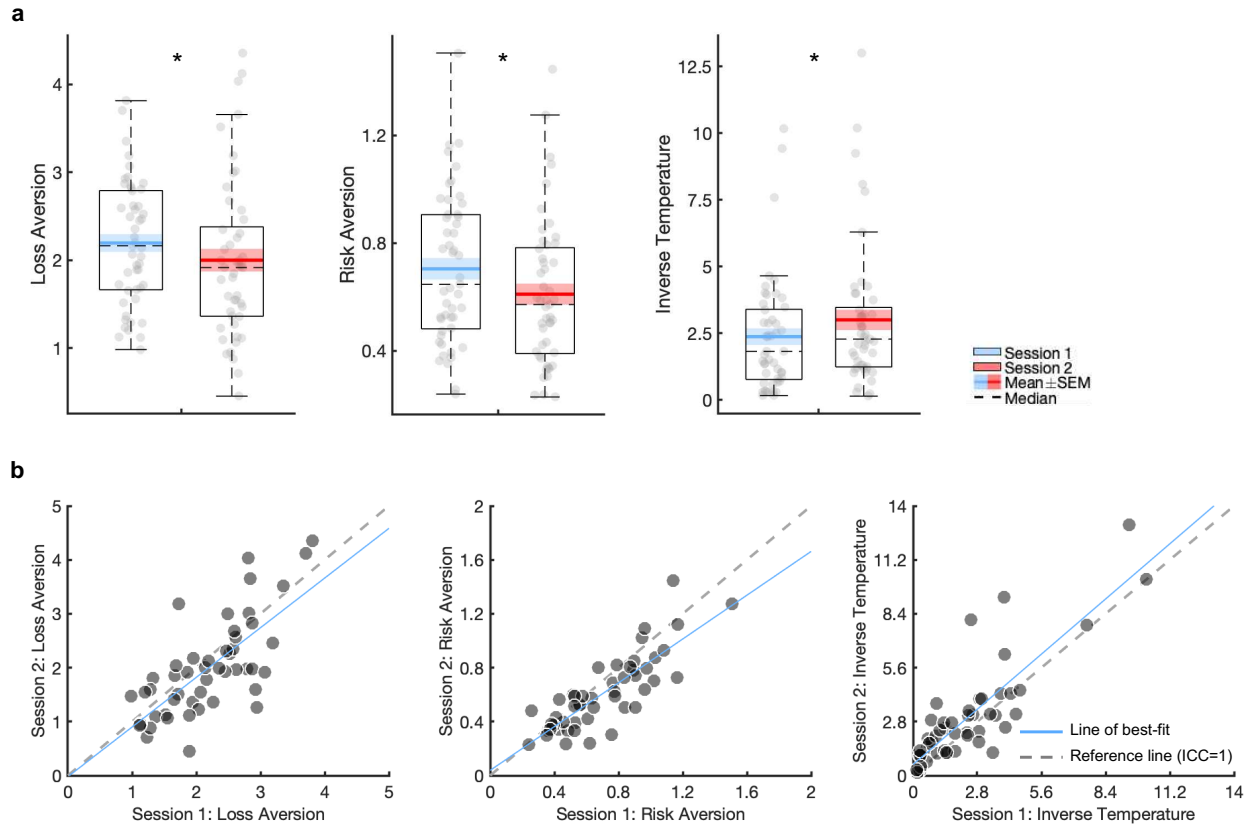 a
*
*
*
4
3
2
1
Loss Aversion
1.2
0.8
0.4
Risk Aversion
12.5
10
7.5
5
2.5
0
Inverse Temperature
Session 1
Session 2
Mean±SEM
Median
b
5
4
3
2
1
0
Session 2: Loss Aversion
0 1 2 3 4 5
Session 1: Loss Aversion
2
1.6
1.2
0.8
0.4
0
Session 2: Risk Aversion
0 0.4 0.8 1.2 1.6 2
Session 1: Risk Aversion
14
11.2
8.4
5.6
2.8
0
Session 2: Inverse Temperature
Line of best-fit
Reference line (ICC=1)
0 2.8 5.6 8.4 11.2 14
Session 1: Inverse Temperature